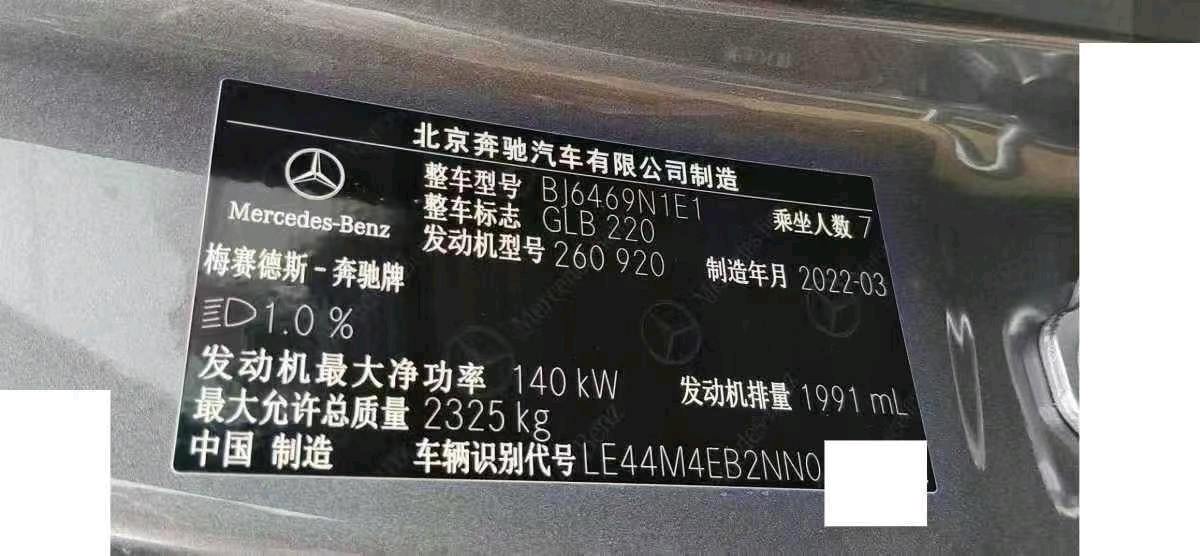 北京奔驰汽车有限公司制造
Mercedes-Benz
梅赛德斯-奔驰牌
整车型号 BJ6469N1E1
整车标志 GLB 220
乘坐人数 7
发动机型号 260 920
制造年月 2022-03
1.0 %
发动机最大净功率 140 kW
发动机排量 1991 mL
最大允许总质量 2325 kg
中国 制造
车辆识别代号 LE44M4EB2NN0